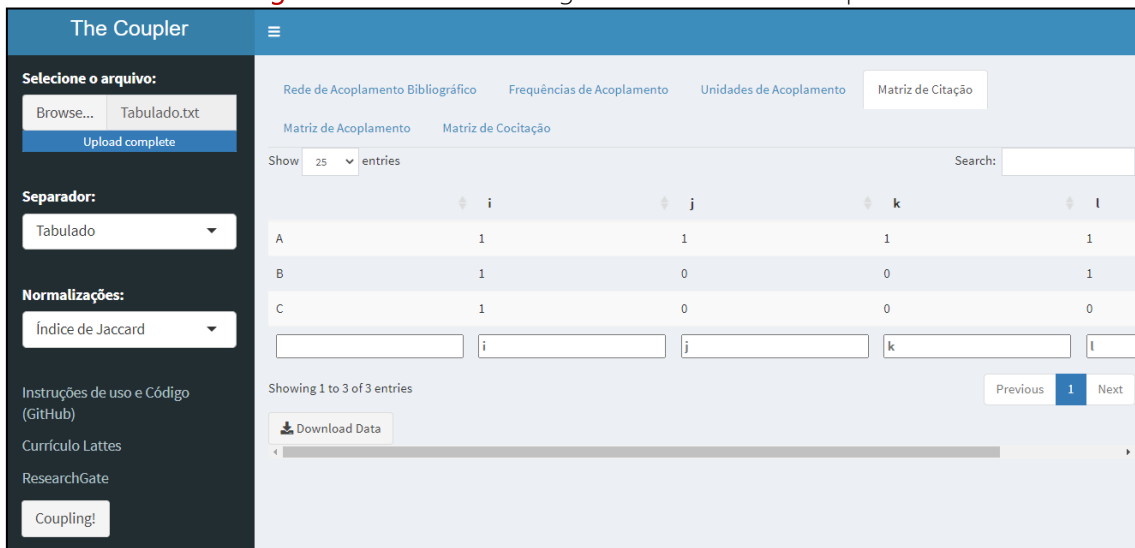 The Coupler
Selecione o arquivo:
Browse... Tabulado.txt
Upload complete
Separador:
Tabulado
Normalizações:
Índice de Jaccard
Instruções de uso e Código
(GitHub)
Currículo Lattes
ResearchGate
Coupling!
Rede de Acoplamento Bibliográfico Frequências de Acoplamento Unidades de Acoplamento Matriz de Citação
Matriz de Acoplamento Matriz de Cocitação
Show 25 entries Search:
i j k l
A 1 1 1 1
B 1 0 0 1
C 1 0 0 0
i j k l
Showing 1 to 3 of 3 entries Previous 1 Next
Download Data